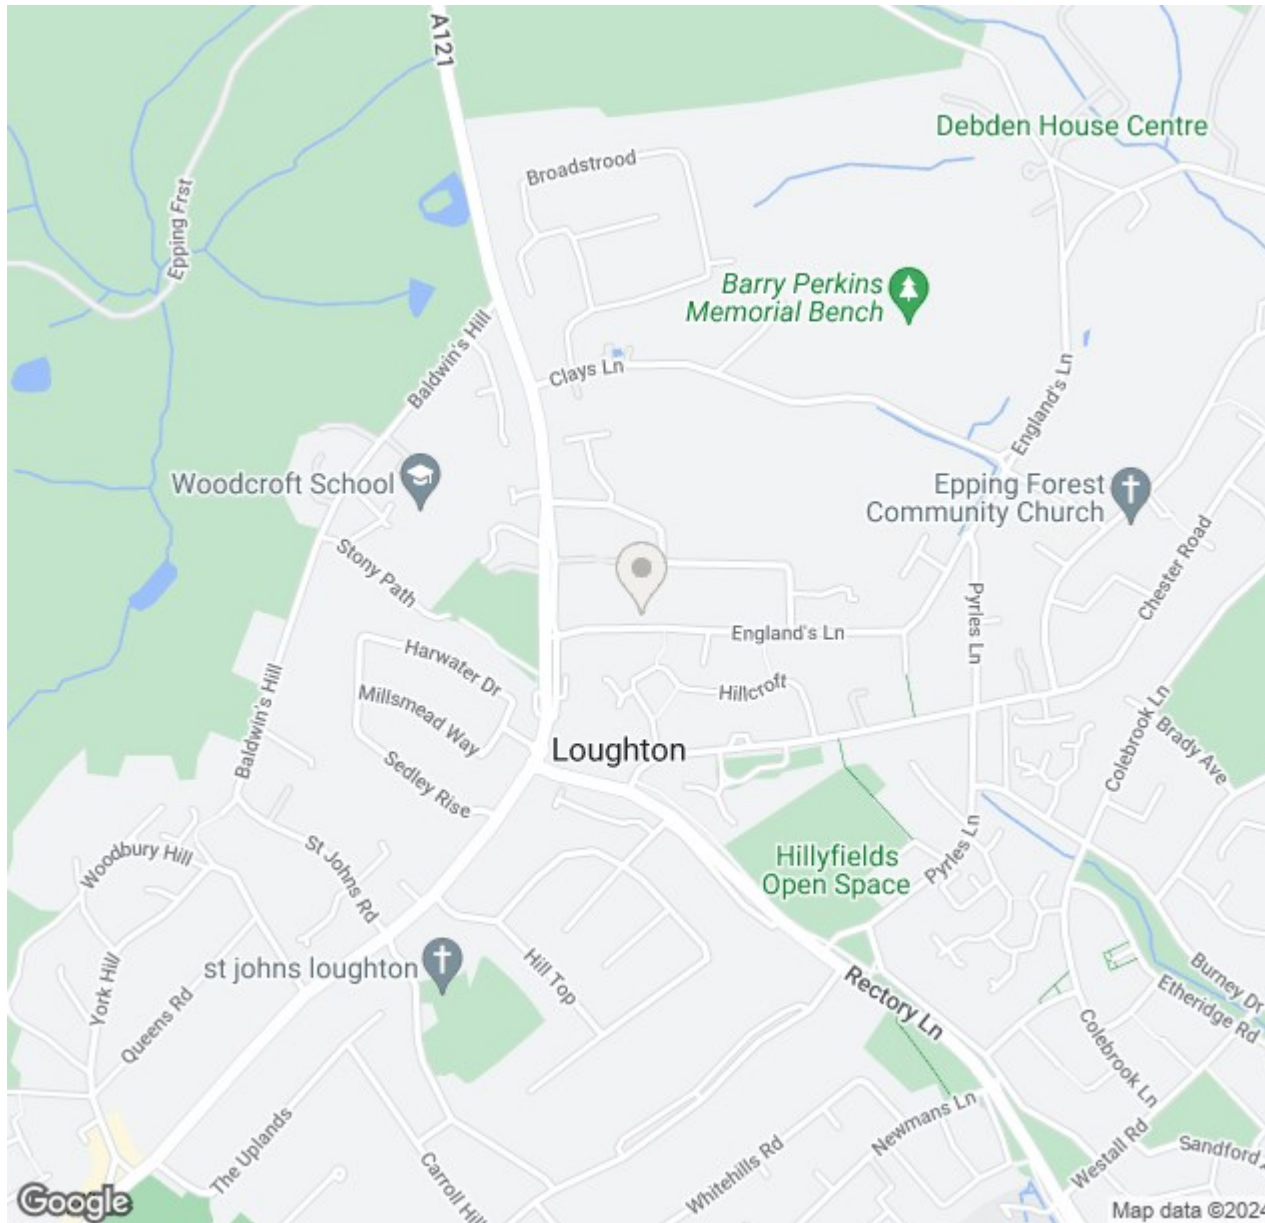 A121
Debden House Centre
Broadstrood
Epping Frst
Barry Perkins
Memorial Bench
Baldwin's Hill
Clays Ln
England's Ln
Woodcroft School
Epping Forest
Community Church
Chester Road
Stony Path
Pyrles Ln
England's Ln
Harwater Dr
Hillcroft
Baldwin's Hill
Millsmead Way
Colebrook Ln
Brady Ave
Loughton
Sedley Rise
Woodbury Hill
St Johns Rd
Hillyfields
Open Space
Pyrles Ln
st johns loughton
Hill Top
York Hill
Queens Rd
Rectory Ln
Burney Dr
Etheridge Rd
Colebrook Ln
The Uplands
Carroll Hil
Whitehills Rd
Newmans Ln
Westall Rd
Sandford A
Google
Map data ©2024